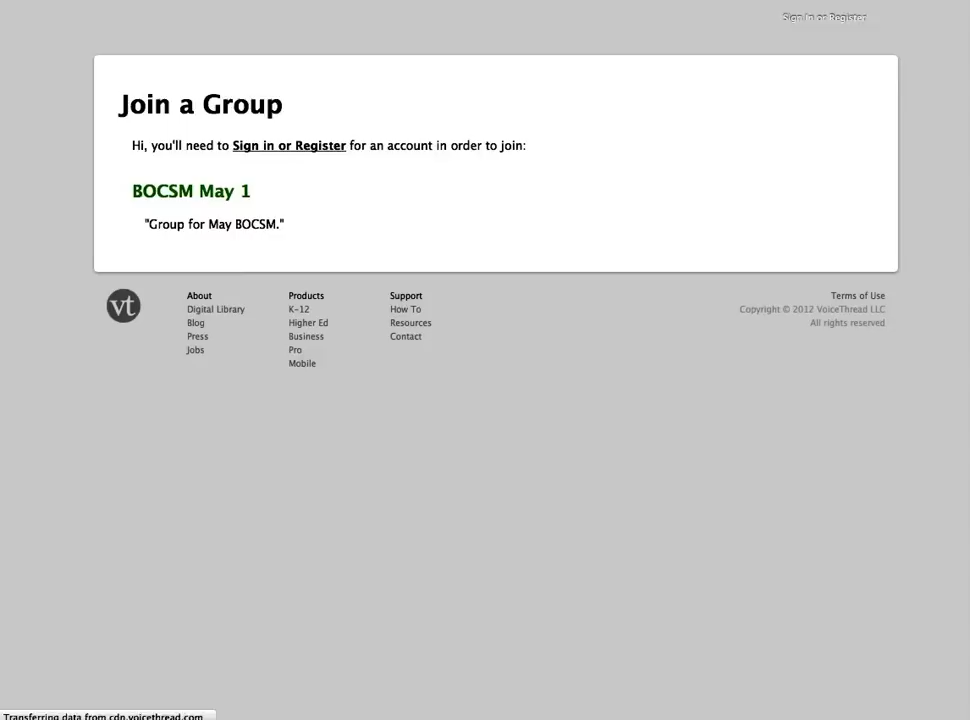 Sign in or Register
Join a Group
Hi, you'll need to Sign in or Register for an account in order to join:
BOCSM May 1
"Group for May BOCSM."
vt
About
Digital Library
Blog
Press
Jobs
Products
K-12
Higher Ed
Business
Pro
Mobile
Support
How To
Resources
Contact
Terms of Use
Copyright © 2012 VoiceThread LLC
All rights reserved
Transferring data from cdn.voicethread.com